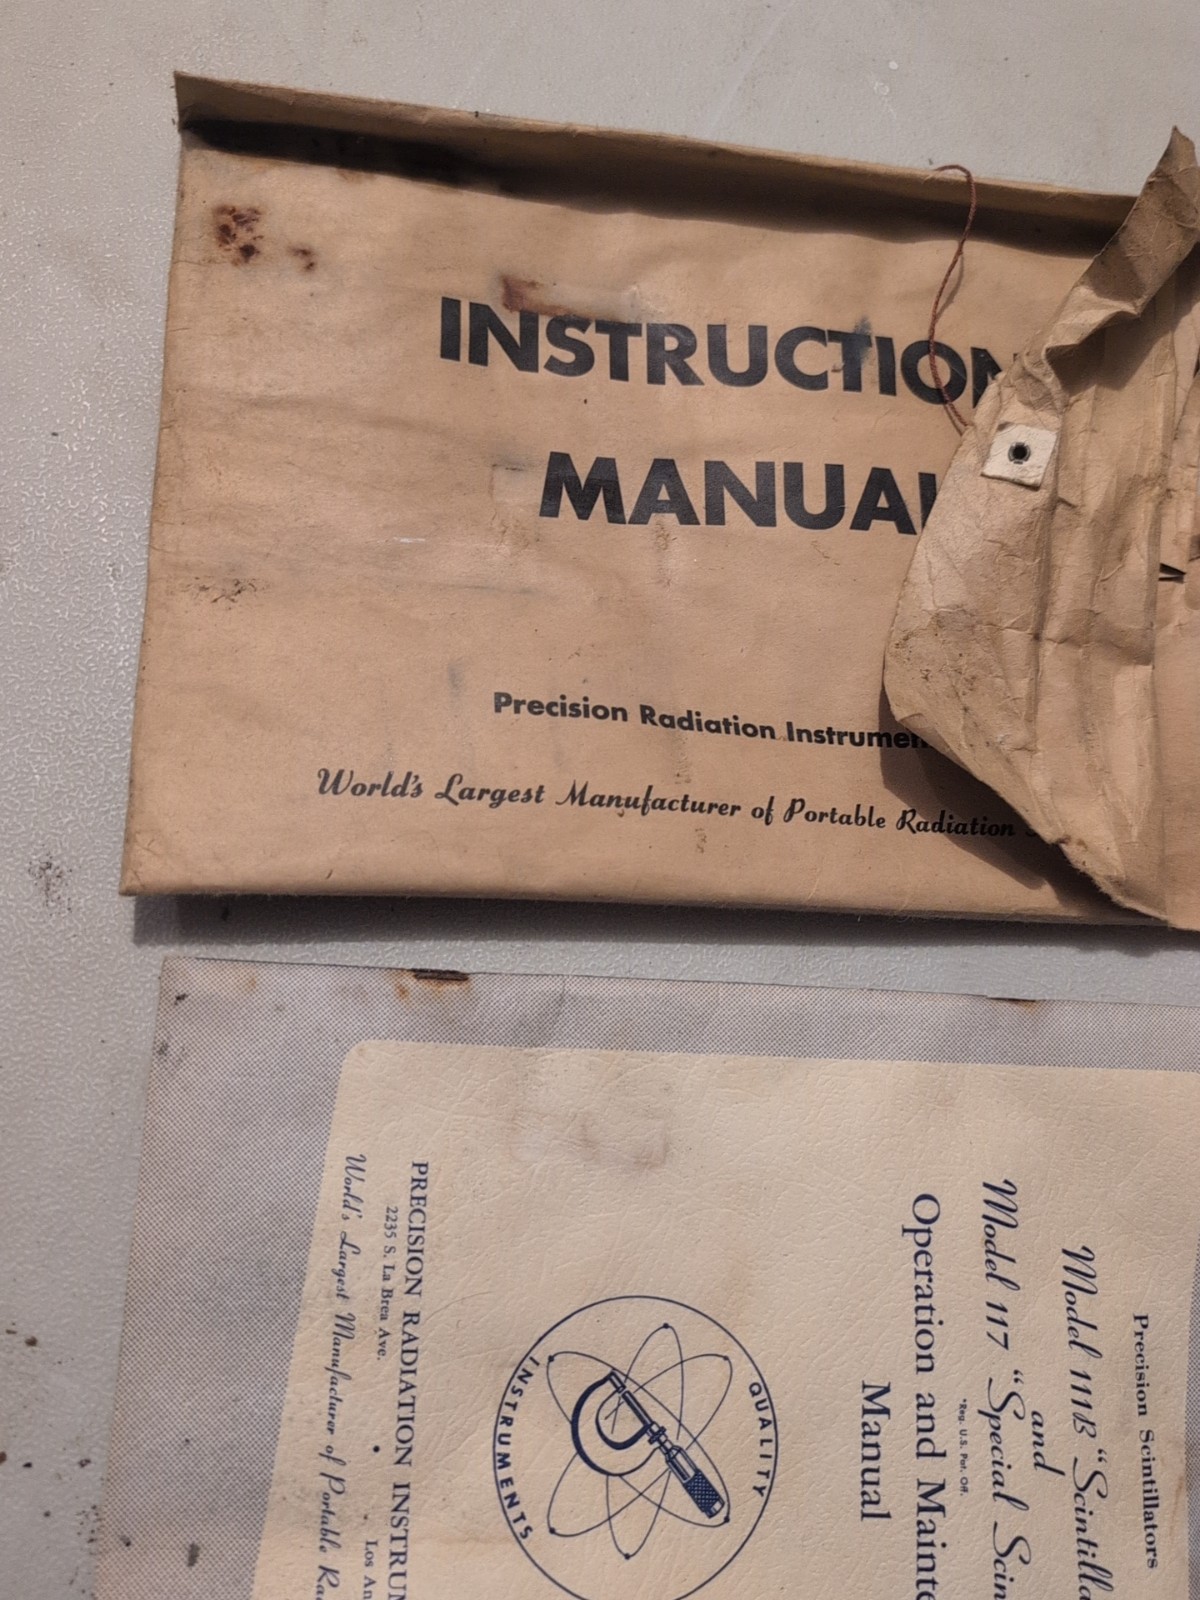 INSTRUCTION
MANUAL
Precision Radiation Instrumen
World's Largest Manufacturer of Portable Radiation
Precision Scintillators
Model 111B "Scintilla
and
Model 117 "Special Scin
*Reg. U.S. Pat. Off.
Operation and Mainte
Manual
QUALITY
INSTRUMENTS
PRECISION RADIATION INSTRUM
2235 S. La Brea Ave. • Los An
World's Largest Manufacturer of Portable Rad